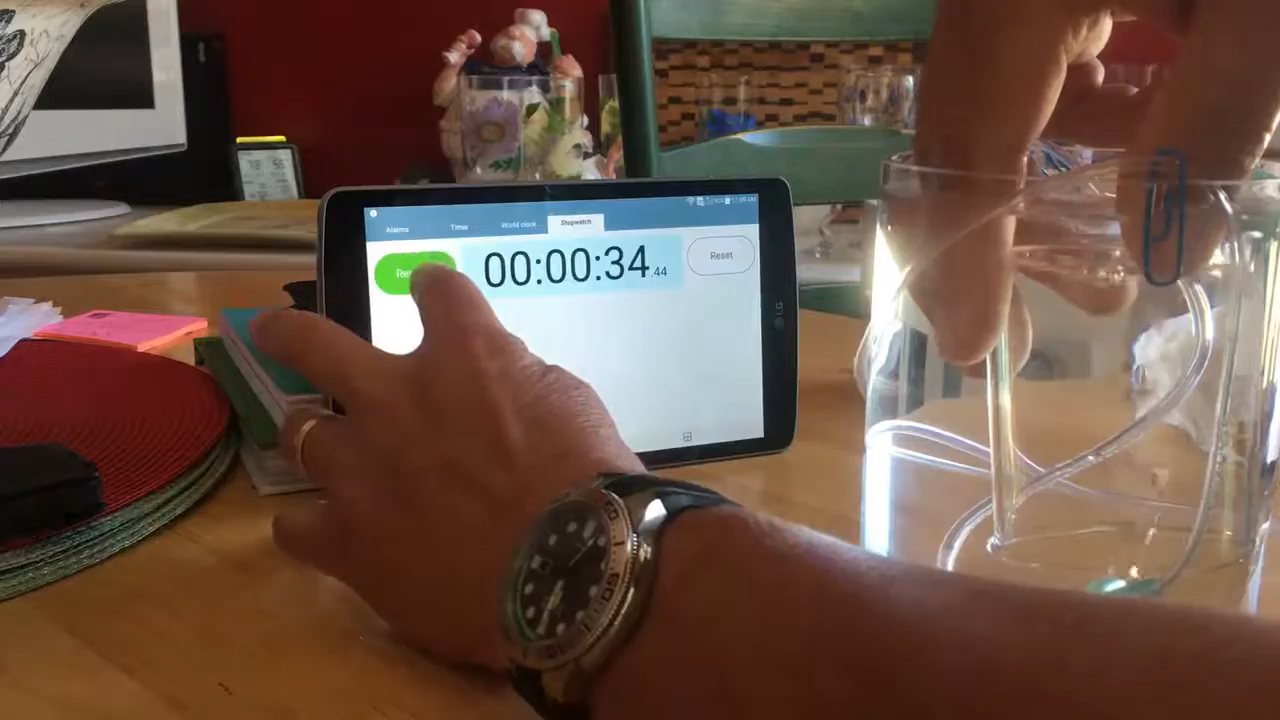 Alarms
Timer
World clock
Stopwatch
00:00:34.44
Reset
LG